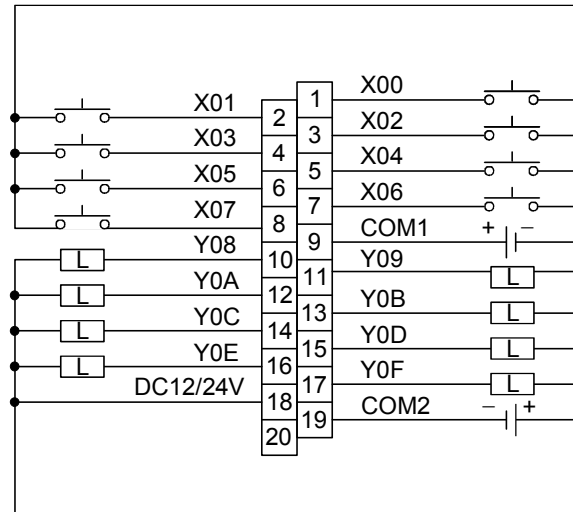 1 X00
X01 2
3 X02
X03 4
5 X04
X05 6
7 X06
X07 8
9 COM1 + −
L Y08 10
11 Y09 L
L Y0A 12
13 Y0B L
L Y0C 14
15 Y0D L
L Y0E 16
17 Y0F L
DC12/24V 18
19 COM2 − +
20